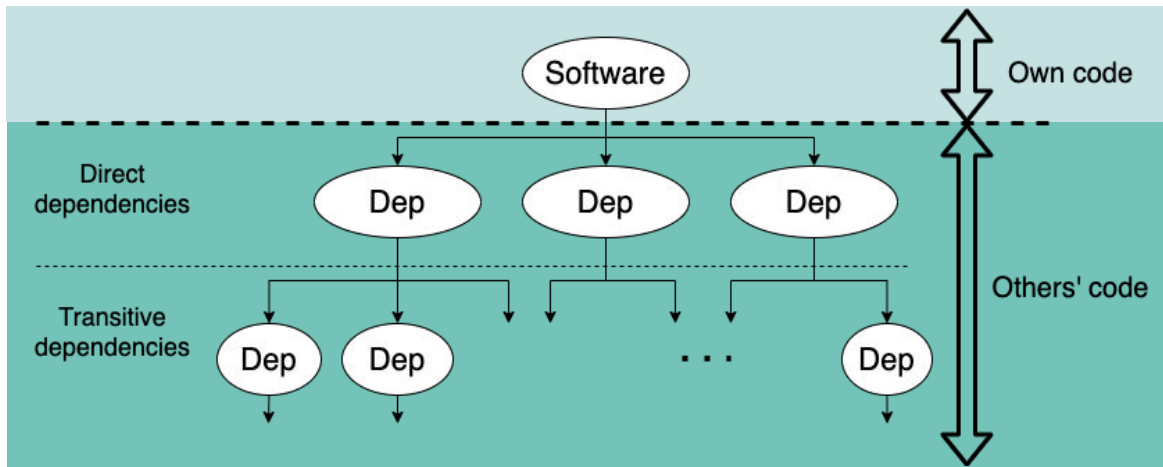 Software
Own code
Direct
dependencies
Dep
Dep
Dep
Others' code
Transitive
dependencies
Dep
Dep
...
Dep